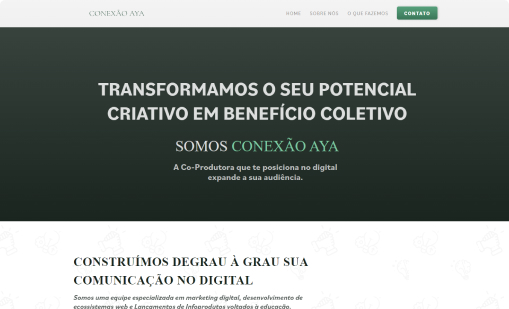 CONEXÃO AYA
HOME SOBRE NÓS O QUE FAZEMOS CONTATO
TRANSFORMAMOS O SEU POTENCIAL
CRIATIVO EM BENEFÍCIO COLETIVO
SOMOS CONEXÃO AYA
A Co-Produtora que te posiciona no digital
expande a sua audiência.
CONSTRUÍMOS DEGRAU À GRAU SUA
COMUNICAÇÃO NO DIGITAL
Somos uma equipe especializada em marketing digital, desenvolvimento de
ecossistemas web e Lançamentos de Infoprodutos voltados à educação.